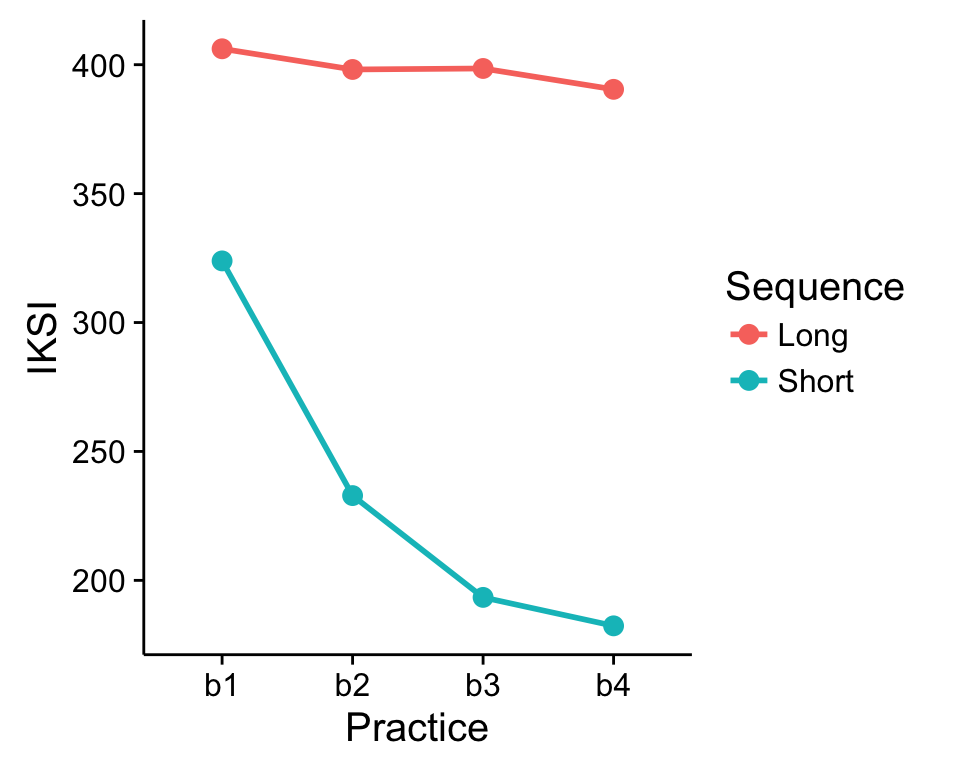 400
350
300
250
200
IKSI
b1 b2 b3 b4
Practice
Sequence
Long
Short